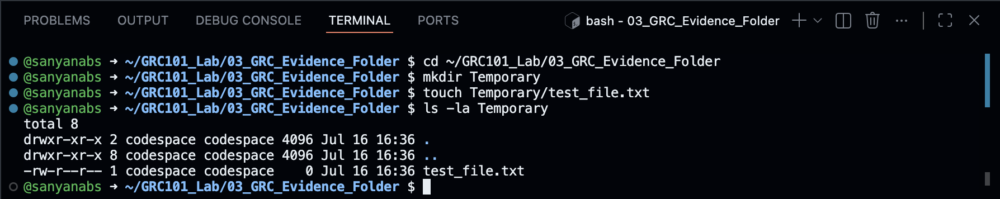 PROBLEMS OUTPUT DEBUG CONSOLE TERMINAL PORTS bash - 03_GRC_Evidence_Folder
@sanyanabs → ~/GRC101_Lab/03_GRC_Evidence_Folder $ cd ~/GRC101_Lab/03_GRC_Evidence_Folder
@sanyanabs → ~/GRC101_Lab/03_GRC_Evidence_Folder $ mkdir Temporary
@sanyanabs → ~/GRC101_Lab/03_GRC_Evidence_Folder $ touch Temporary/test_file.txt
@sanyanabs → ~/GRC101_Lab/03_GRC_Evidence_Folder $ ls -la Temporary
total 8
drwxr-xr-x 2 codespace codespace 4096 Jul 16 16:36 .
drwxr-xr-x 8 codespace codespace 4096 Jul 16 16:36 ..
-rw-r--r-- 1 codespace codespace    0 Jul 16 16:36 test_file.txt
@sanyanabs → ~/GRC101_Lab/03_GRC_Evidence_Folder $